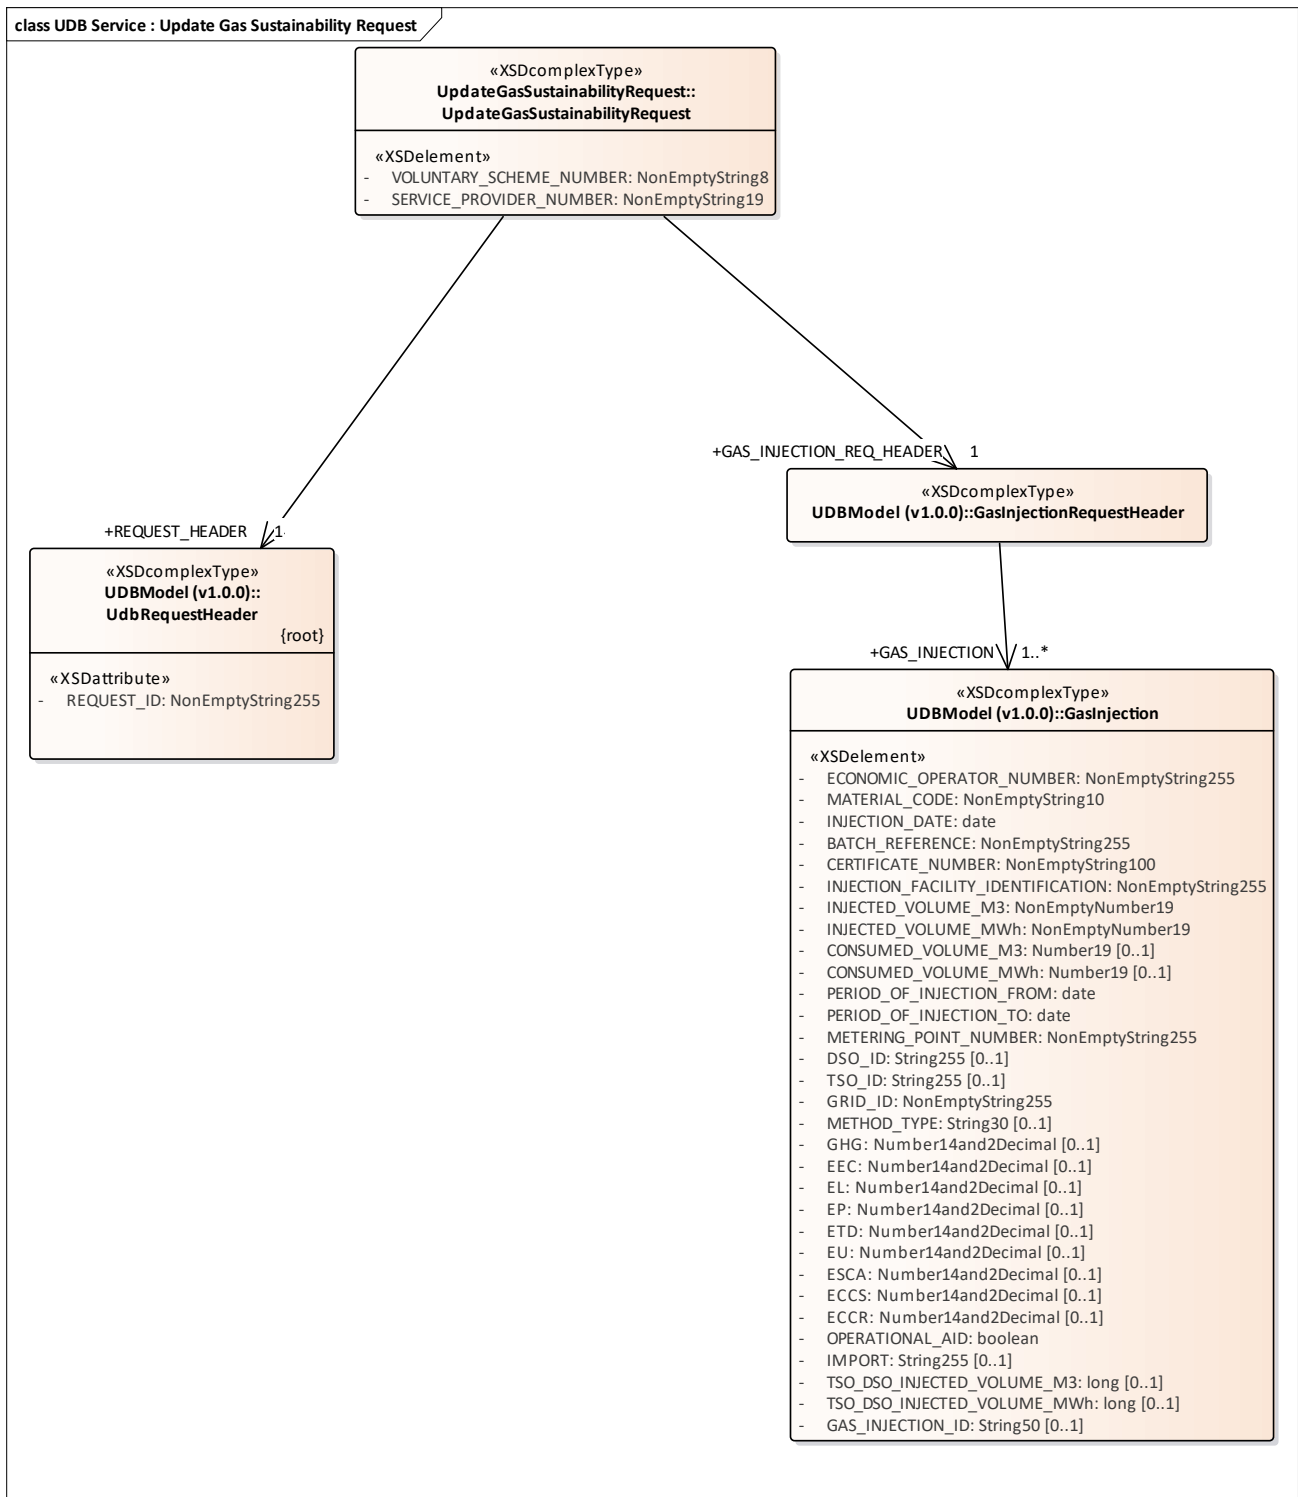 class UDB Service : Update Gas Sustainability Request
«XSDcomplexType»
UpdateGasSustainabilityRequest::
UpdateGasSustainabilityRequest
«XSDelement»
- VOLUNTARY_SCHEME_NUMBER: NonEmptyString8
- SERVICE_PROVIDER_NUMBER: NonEmptyString19
+GAS_INJECTION_REQ_HEADER 1
«XSDcomplexType»
UDBModel (v1.0.0)::GasInjectionRequestHeader
+REQUEST_HEADER 1
«XSDcomplexType»
UDBModel (v1.0.0)::
UdbRequestHeader
{root}
«XSDattribute»
- REQUEST_ID: NonEmptyString255
+GAS_INJECTION 1..*
«XSDcomplexType»
UDBModel (v1.0.0)::GasInjection
«XSDelement»
- ECONOMIC_OPERATOR_NUMBER: NonEmptyString255
- MATERIAL_CODE: NonEmptyString10
- INJECTION_DATE: date
- BATCH_REFERENCE: NonEmptyString255
- CERTIFICATE_NUMBER: NonEmptyString100
- INJECTION_FACILITY_IDENTIFICATION: NonEmptyString255
- INJECTED_VOLUME_M3: NonEmptyNumber19
- INJECTED_VOLUME_MWh: NonEmptyNumber19
- CONSUMED_VOLUME_M3: Number19 [0..1]
- CONSUMED_VOLUME_MWh: Number19 [0..1]
- PERIOD_OF_INJECTION_FROM: date
- PERIOD_OF_INJECTION_TO: date
- METERING_POINT_NUMBER: NonEmptyString255
- DSO_ID: String255 [0..1]
- TSO_ID: String255 [0..1]
- GRID_ID: NonEmptyString255
- METHOD_TYPE: String30 [0..1]
- GHG: Number14and2Decimal [0..1]
- EEC: Number14and2Decimal [0..1]
- EL: Number14and2Decimal [0..1]
- EP: Number14and2Decimal [0..1]
- ETD: Number14and2Decimal [0..1]
- EU: Number14and2Decimal [0..1]
- ESCA: Number14and2Decimal [0..1]
- ECCS: Number14and2Decimal [0..1]
- ECCR: Number14and2Decimal [0..1]
- OPERATIONAL_AID: boolean
- IMPORT: String255 [0..1]
- TSO_DSO_INJECTED_VOLUME_M3: long [0..1]
- TSO_DSO_INJECTED_VOLUME_MWh: long [0..1]
- GAS_INJECTION_ID: String50 [0..1]